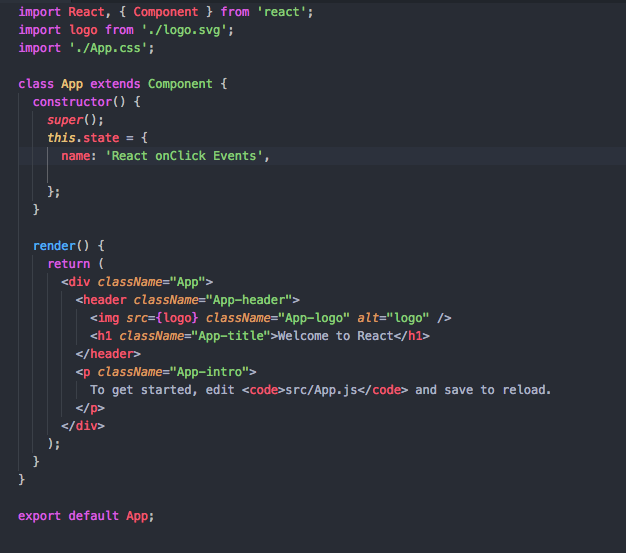 import React, { Component } from 'react';
import logo from './logo.svg';
import './App.css';
class App extends Component {
constructor() {
super();
this.state = {
name: 'React onClick Events',
};
}
render() {
return (
<div className="App">
<header className="App-header">
<img src={logo} className="App-logo" alt="logo" />
<h1 className="App-title">Welcome to React</h1>
</header>
<p className="App-intro">
To get started, edit <code>src/App.js</code> and save to reload.
</p>
</div>
);
}
}
export default App;